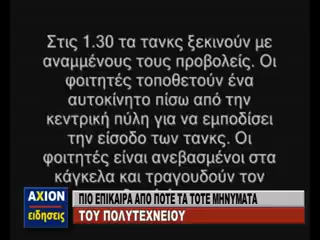 Στις 1.30 τα τανκς ξεκινούν με
αναμμένους τους προβολείς. Οι
φοιτητές τοποθετούν ένα
αυτοκίνητο πίσω από την
κεντρική πύλη για να εμποδίσει
την είσοδο των τανκς. Οι
φοιτητές είναι ανεβασμένοι στα
κάγκελα και τραγουδούν τον
ΑΧΙΟΝ
ειδήσεις
ΠΙΟ ΕΠΙΚΑΙΡΑ ΑΠΟ ΠΟΤΕ ΤΑ ΤΟΤΕ ΜΗΝΥΜΑΤΑ
ΤΟΥ ΠΟΛΥΤΕΧΝΕΙΟΥ